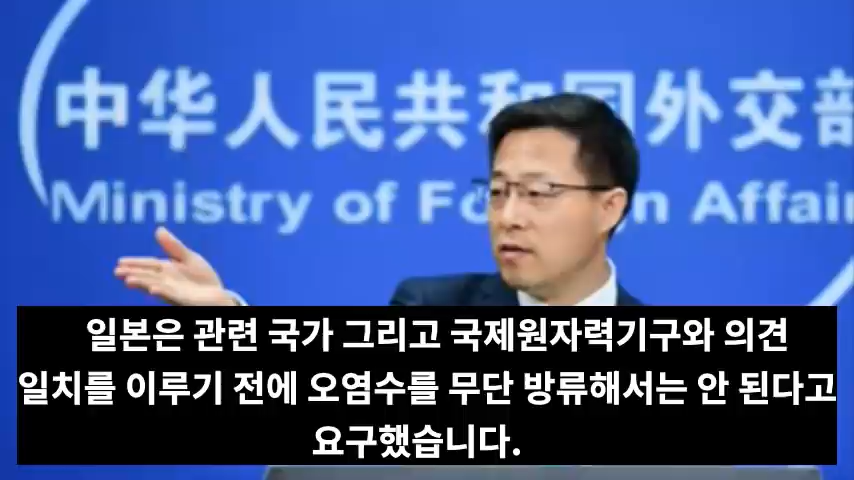 中华人民共和国外交部
Ministry of Foreign Affair
일본은 관련 국가 그리고 국제원자력기구와 의견
일치를 이루기 전에 오염수를 무단 방류해서는 안 된다고
요구했습니다.